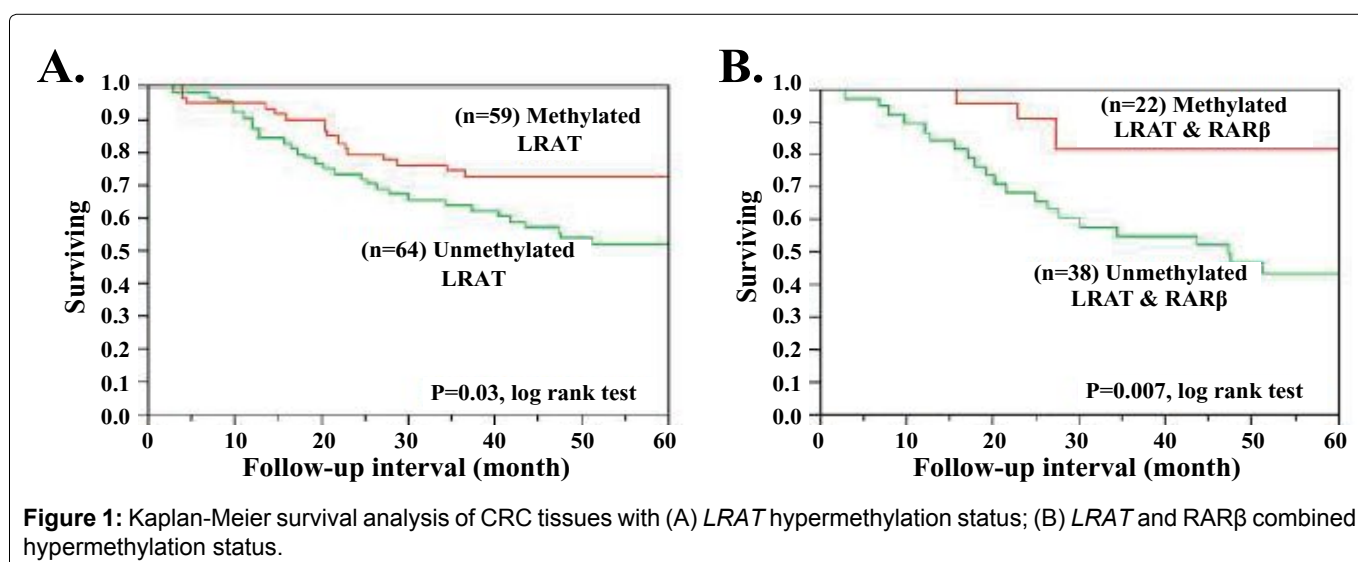 A.
1.0
0.9
0.8
0.7
0.6
0.5
0.4
0.3
0.2
0.1
0.0
Surviving
(n=59) Methylated
LRAT
(n=64) Unmethylated
LRAT
P=0.03, log rank test
0 10 20 30 40 50 60
Follow-up interval (month)
B.
1.0
0.9
0.8
0.7
0.6
0.5
0.4
0.3
0.2
0.1
0.0
Surviving
(n=22) Methylated
LRAT & RARβ
(n=38) Unmethylated
LRAT & RARβ
P=0.007, log rank test
0 10 20 30 40 50 60
Follow-up interval (month)
Figure 1: Kaplan-Meier survival analysis of CRC tissues with (A) LRAT hypermethylation status; (B) LRAT and RARβ combined
hypermethylation status.